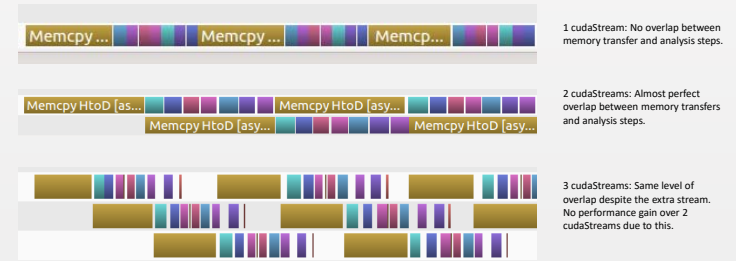 Memcpy ... Memcpy ... Memcp...
1 cudaStream: No overlap between
memory transfer and analysis steps.
Memcpy HtoD [as... Memcpy HtoD [asy...
Memcpy HtoD [asy... Memcpy HtoD [asy...
2 cudaStreams: Almost perfect
overlap between memory transfers
and analysis steps.
3 cudaStreams: Same level of
overlap despite the extra stream.
No performance gain over 2
cudaStreams due to this.